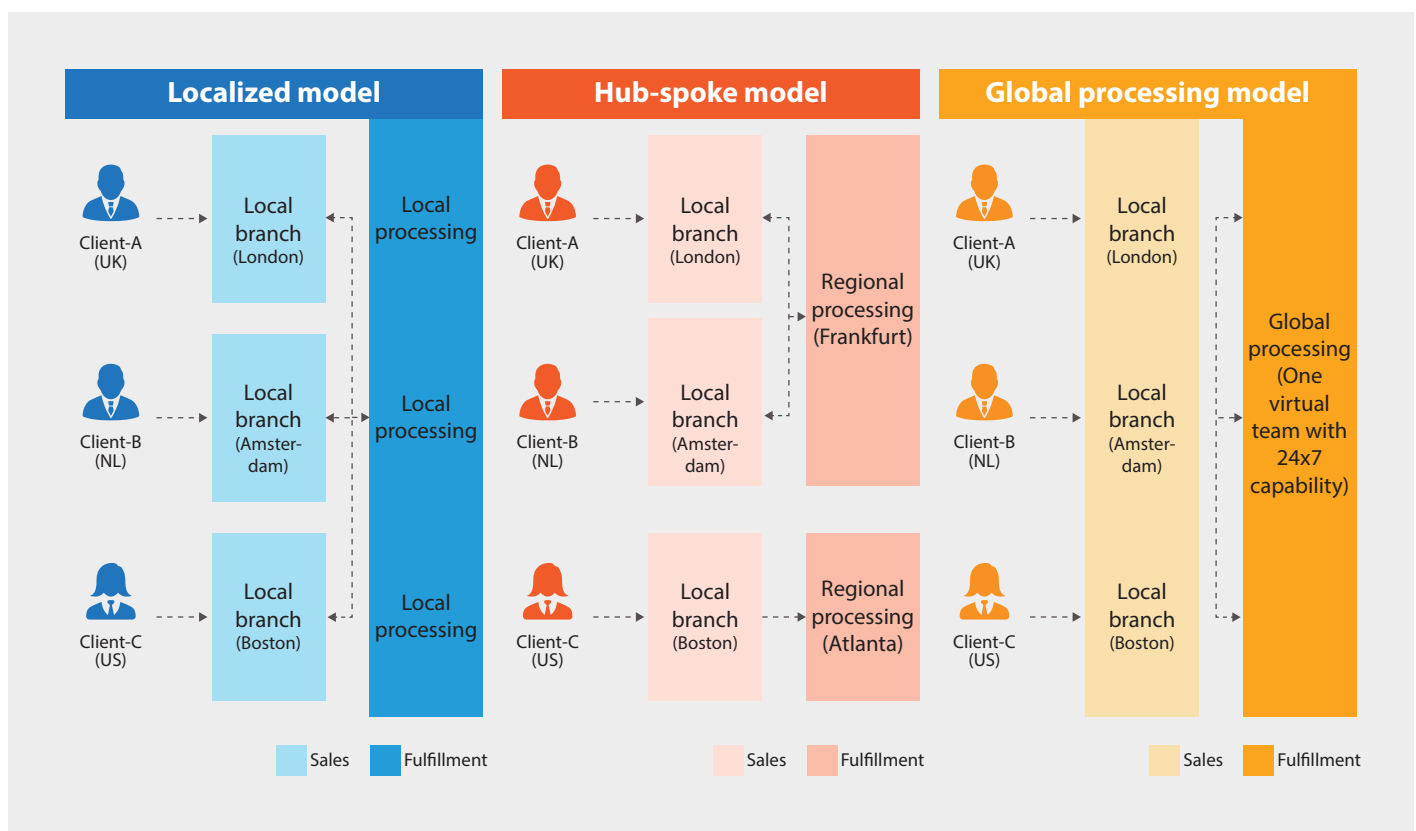 Localized model
Client-A
(UK)
Local
branch
(London)
Local
processing
Client-B
(NL)
Local
branch
(Amster-
dam)
Local
processing
Client-C
(US)
Local
branch
(Boston)
Local
processing
Sales
Fulfillment
Hub-spoke model
Client-A
(UK)
Local
branch
(London)
Regional
processing
(Frankfurt)
Client-B
(NL)
Local
branch
(Amster-
dam)
Client-C
(US)
Local
branch
(Boston)
Regional
processing
(Atlanta)
Sales
Fulfillment
Global processing model
Client-A
(UK)
Local
branch
(London)
Client-B
(NL)
Local
branch
(Amster-
dam)
Global
processing
(One
virtual
team with
24x7
capability)
Client-C
(US)
Local
branch
(Boston)
Sales
Fulfillment